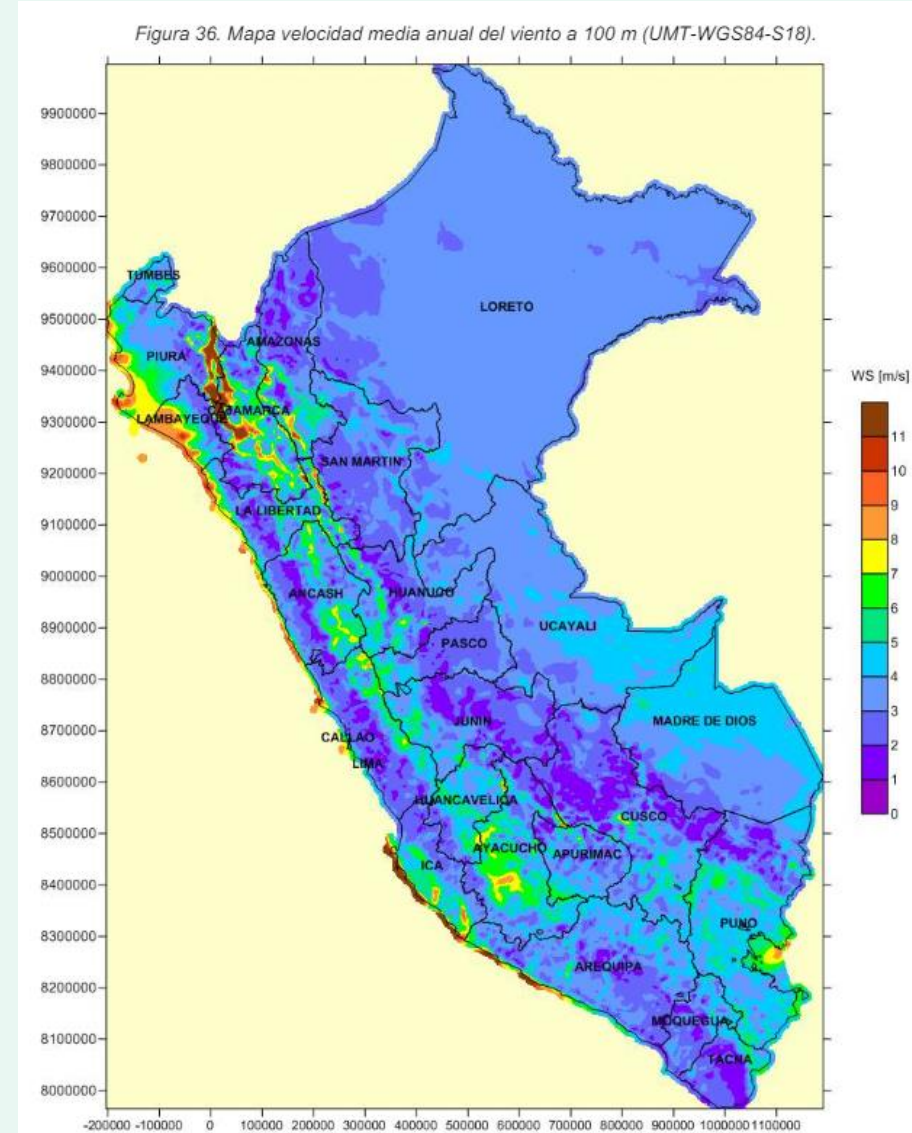 Figura 36. Mapa velocidad media anual del viento a 100 m (UMT-WGS84-S18).
9900000
9800000
9700000
9600000
9500000
9400000
9300000
9200000
9100000
9000000
8900000
8800000
8700000
8600000
8500000
8400000
8300000
8200000
8100000
8000000
TUMBES
LORETO
AMAZONAS
PIURA
CAJAMARCA
LAMBAYEQUE
SAN MARTIN
LA LIBERTAD
ANCASH
HUANUCO
UCAYALI
PASCO
MADRE DE DIOS
JUNIN
CALLAO
LIMA
HUANCAVELICA
CUSCO
AYACUCHO
APURIMAC
ICA
PUNO
AREQUIPA
MOQUEGUA
TACNA
WS [m/s]
11
10
9
8
7
6
5
4
3
2
1
0
-200000 -100000 0 100000 200000 300000 400000 500000 600000 700000 800000 900000 1000000 1100000